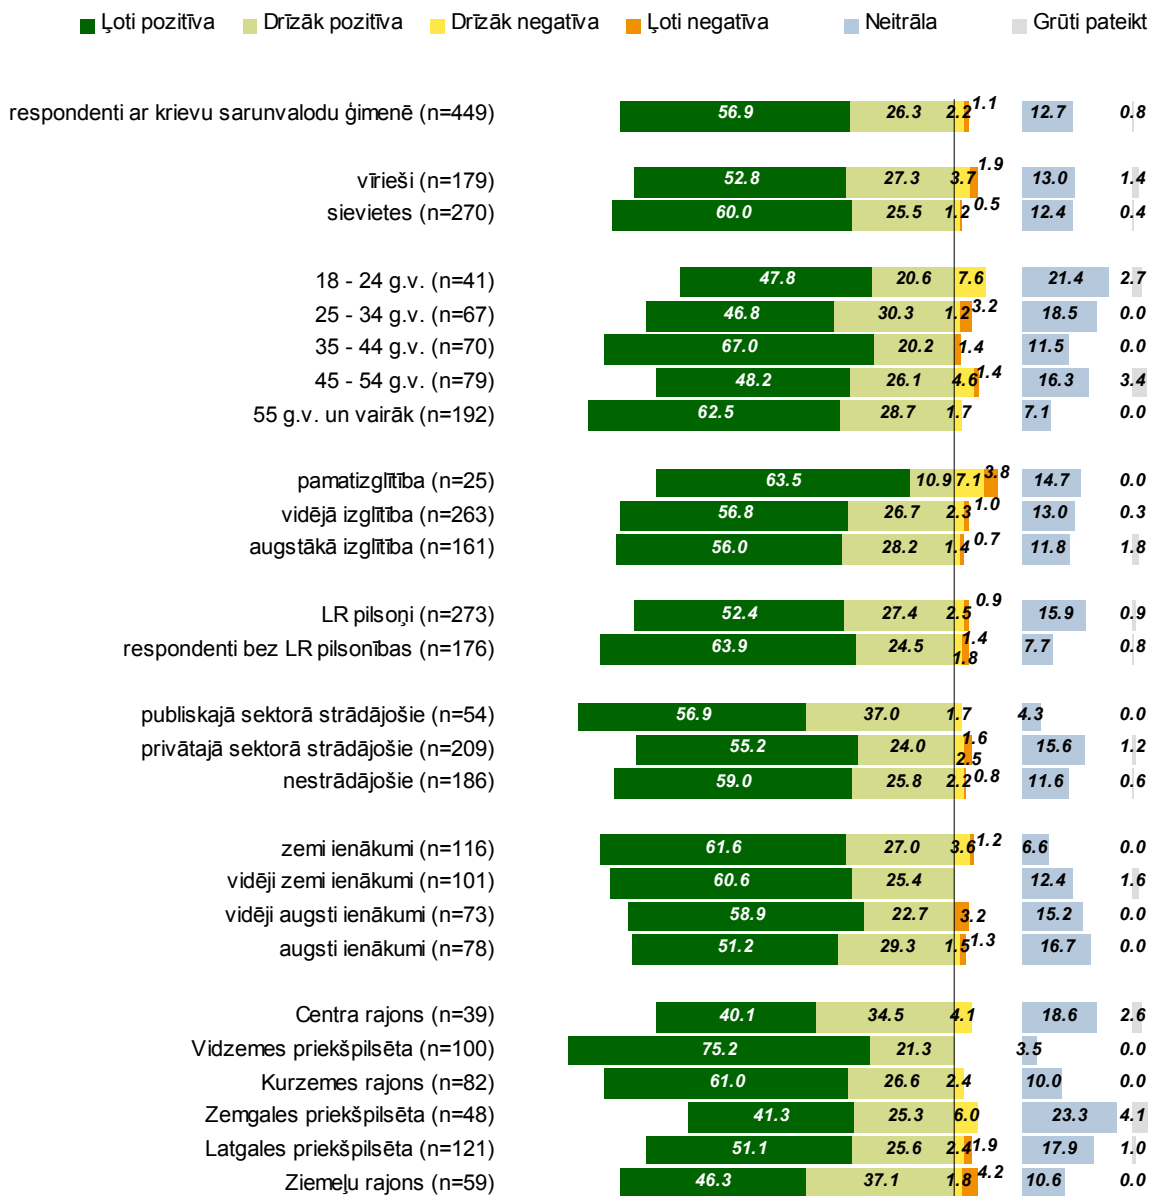 Ļoti pozitīva Drīzāk pozitīva Drīzāk negatīva Ļoti negatīva Neitrāla Grūti pateikt
respondenti ar krievu sarunvalodu ģimenē (n=449) 56.9 26.3 2.2 1.1 12.7 0.8
vīrieši (n=179) 52.8 27.3 3.7 1.9 13.0 1.4
sievietes (n=270) 60.0 25.5 1.2 0.5 12.4 0.4
18 - 24 g.v. (n=41) 47.8 20.6 7.6 21.4 2.7
25 - 34 g.v. (n=67) 46.8 30.3 1.2 3.2 18.5 0.0
35 - 44 g.v. (n=70) 67.0 20.2 1.4 11.5 0.0
45 - 54 g.v. (n=79) 48.2 26.1 4.6 1.4 16.3 3.4
55 g.v. un vairāk (n=192) 62.5 28.7 1.7 7.1 0.0
pamatizglītība (n=25) 63.5 10.9 7.1 3.8 14.7 0.0
vidējā izglītība (n=263) 56.8 26.7 2.3 1.0 13.0 0.3
augstākā izglītība (n=161) 56.0 28.2 1.4 0.7 11.8 1.8
LR pilsoņi (n=273) 52.4 27.4 2.5 0.9 15.9 0.9
respondenti bez LR pilsonības (n=176) 63.9 24.5 1.8 1.4 7.7 0.8
publiskajā sektorā strādājošie (n=54) 56.9 37.0 1.7 4.3 0.0
privātajā sektorā strādājošie (n=209) 55.2 24.0 2.5 1.6 15.6 1.2
nestrādājošie (n=186) 59.0 25.8 2.2 0.8 11.6 0.6
zemi ienākumi (n=116) 61.6 27.0 3.6 1.2 6.6 0.0
vidēji zemi ienākumi (n=101) 60.6 25.4 12.4 1.6
vidēji augsti ienākumi (n=73) 58.9 22.7 3.2 15.2 0.0
augsti ienākumi (n=78) 51.2 29.3 1.5 1.3 16.7 0.0
Centra rajons (n=39) 40.1 34.5 4.1 18.6 2.6
Vidzemes priekšpilsēta (n=100) 75.2 21.3 3.5 0.0
Kurzemes rajons (n=82) 61.0 26.6 2.4 10.0 0.0
Zemgales priekšpilsēta (n=48) 41.3 25.3 6.0 23.3 4.1
Latgales priekšpilsēta (n=121) 51.1 25.6 2.4 1.9 17.9 1.0
Ziemeļu rajons (n=59) 46.3 37.1 1.8 4.2 10.6 0.0